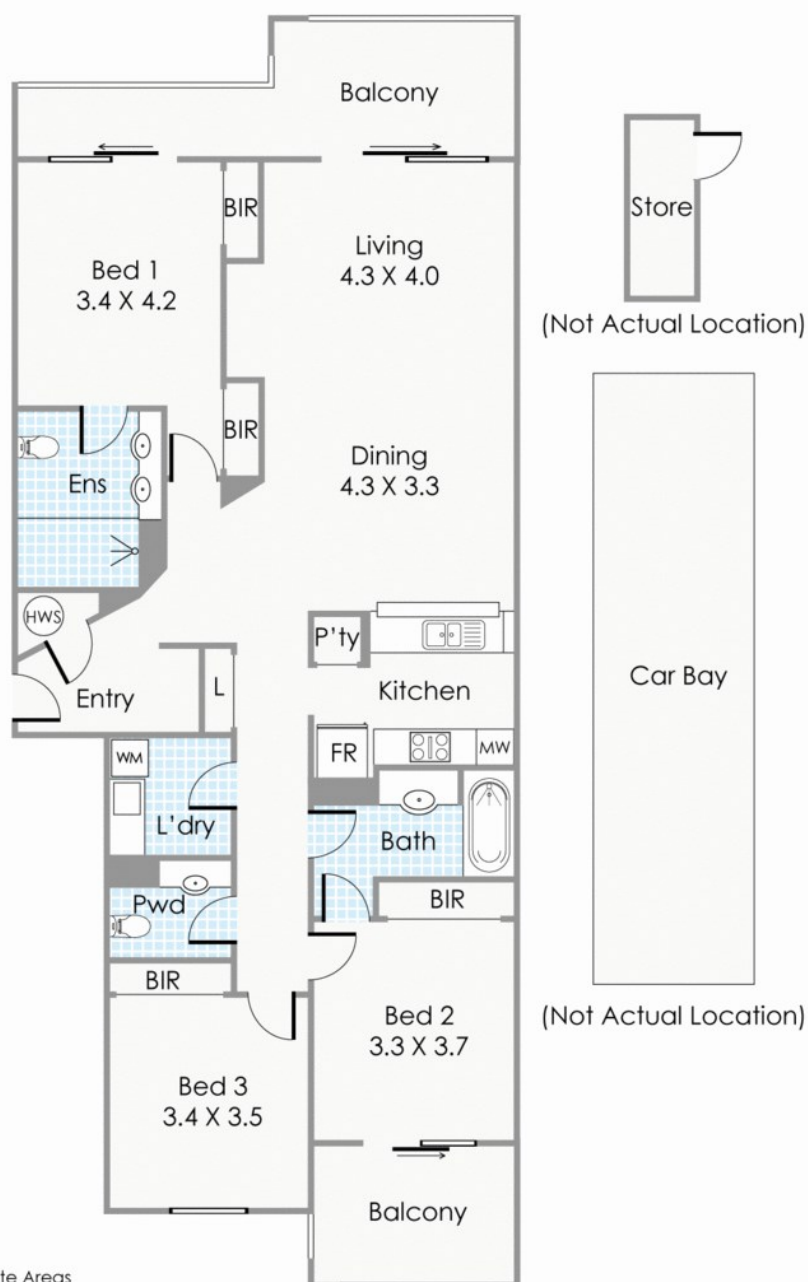 Balcony
BIR
Store
Living
4.3 X 4.0
Bed 1
3.4 X 4.2
(Not Actual Location)
BIR
Dining
4.3 X 3.3
Ens
HWS
P'ty
Car Bay
L
Kitchen
Entry
FR
MW
WM
L'dry
Bath
BIR
Pwd
BIR
Bed 2
3.3 X 3.7
(Not Actual Location)
Bed 3
3.4 X 3.5
Balcony
te Areas